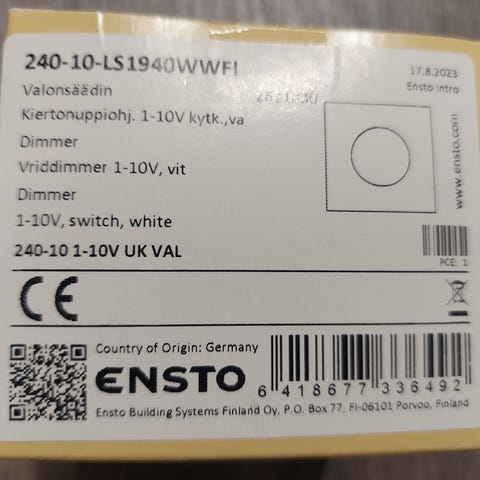 240-10-LS1940WWFI
17.8.2023
Ensto Intro
Valonsäädin
Kiertonuppiohj. 1-10V kytk.,va
Dimmer
Vriddimmer 1-10V, vit
Dimmer
1-10V, switch, white
240-10 1-10V UK VAL
www.ensto.com
PCE: 1
CE
Country of Origin: Germany
ENSTO
6 418677 336492
Ensto Building Systems Finland Oy, P.O. Box 77, FI-06101 Porvoo, Finland